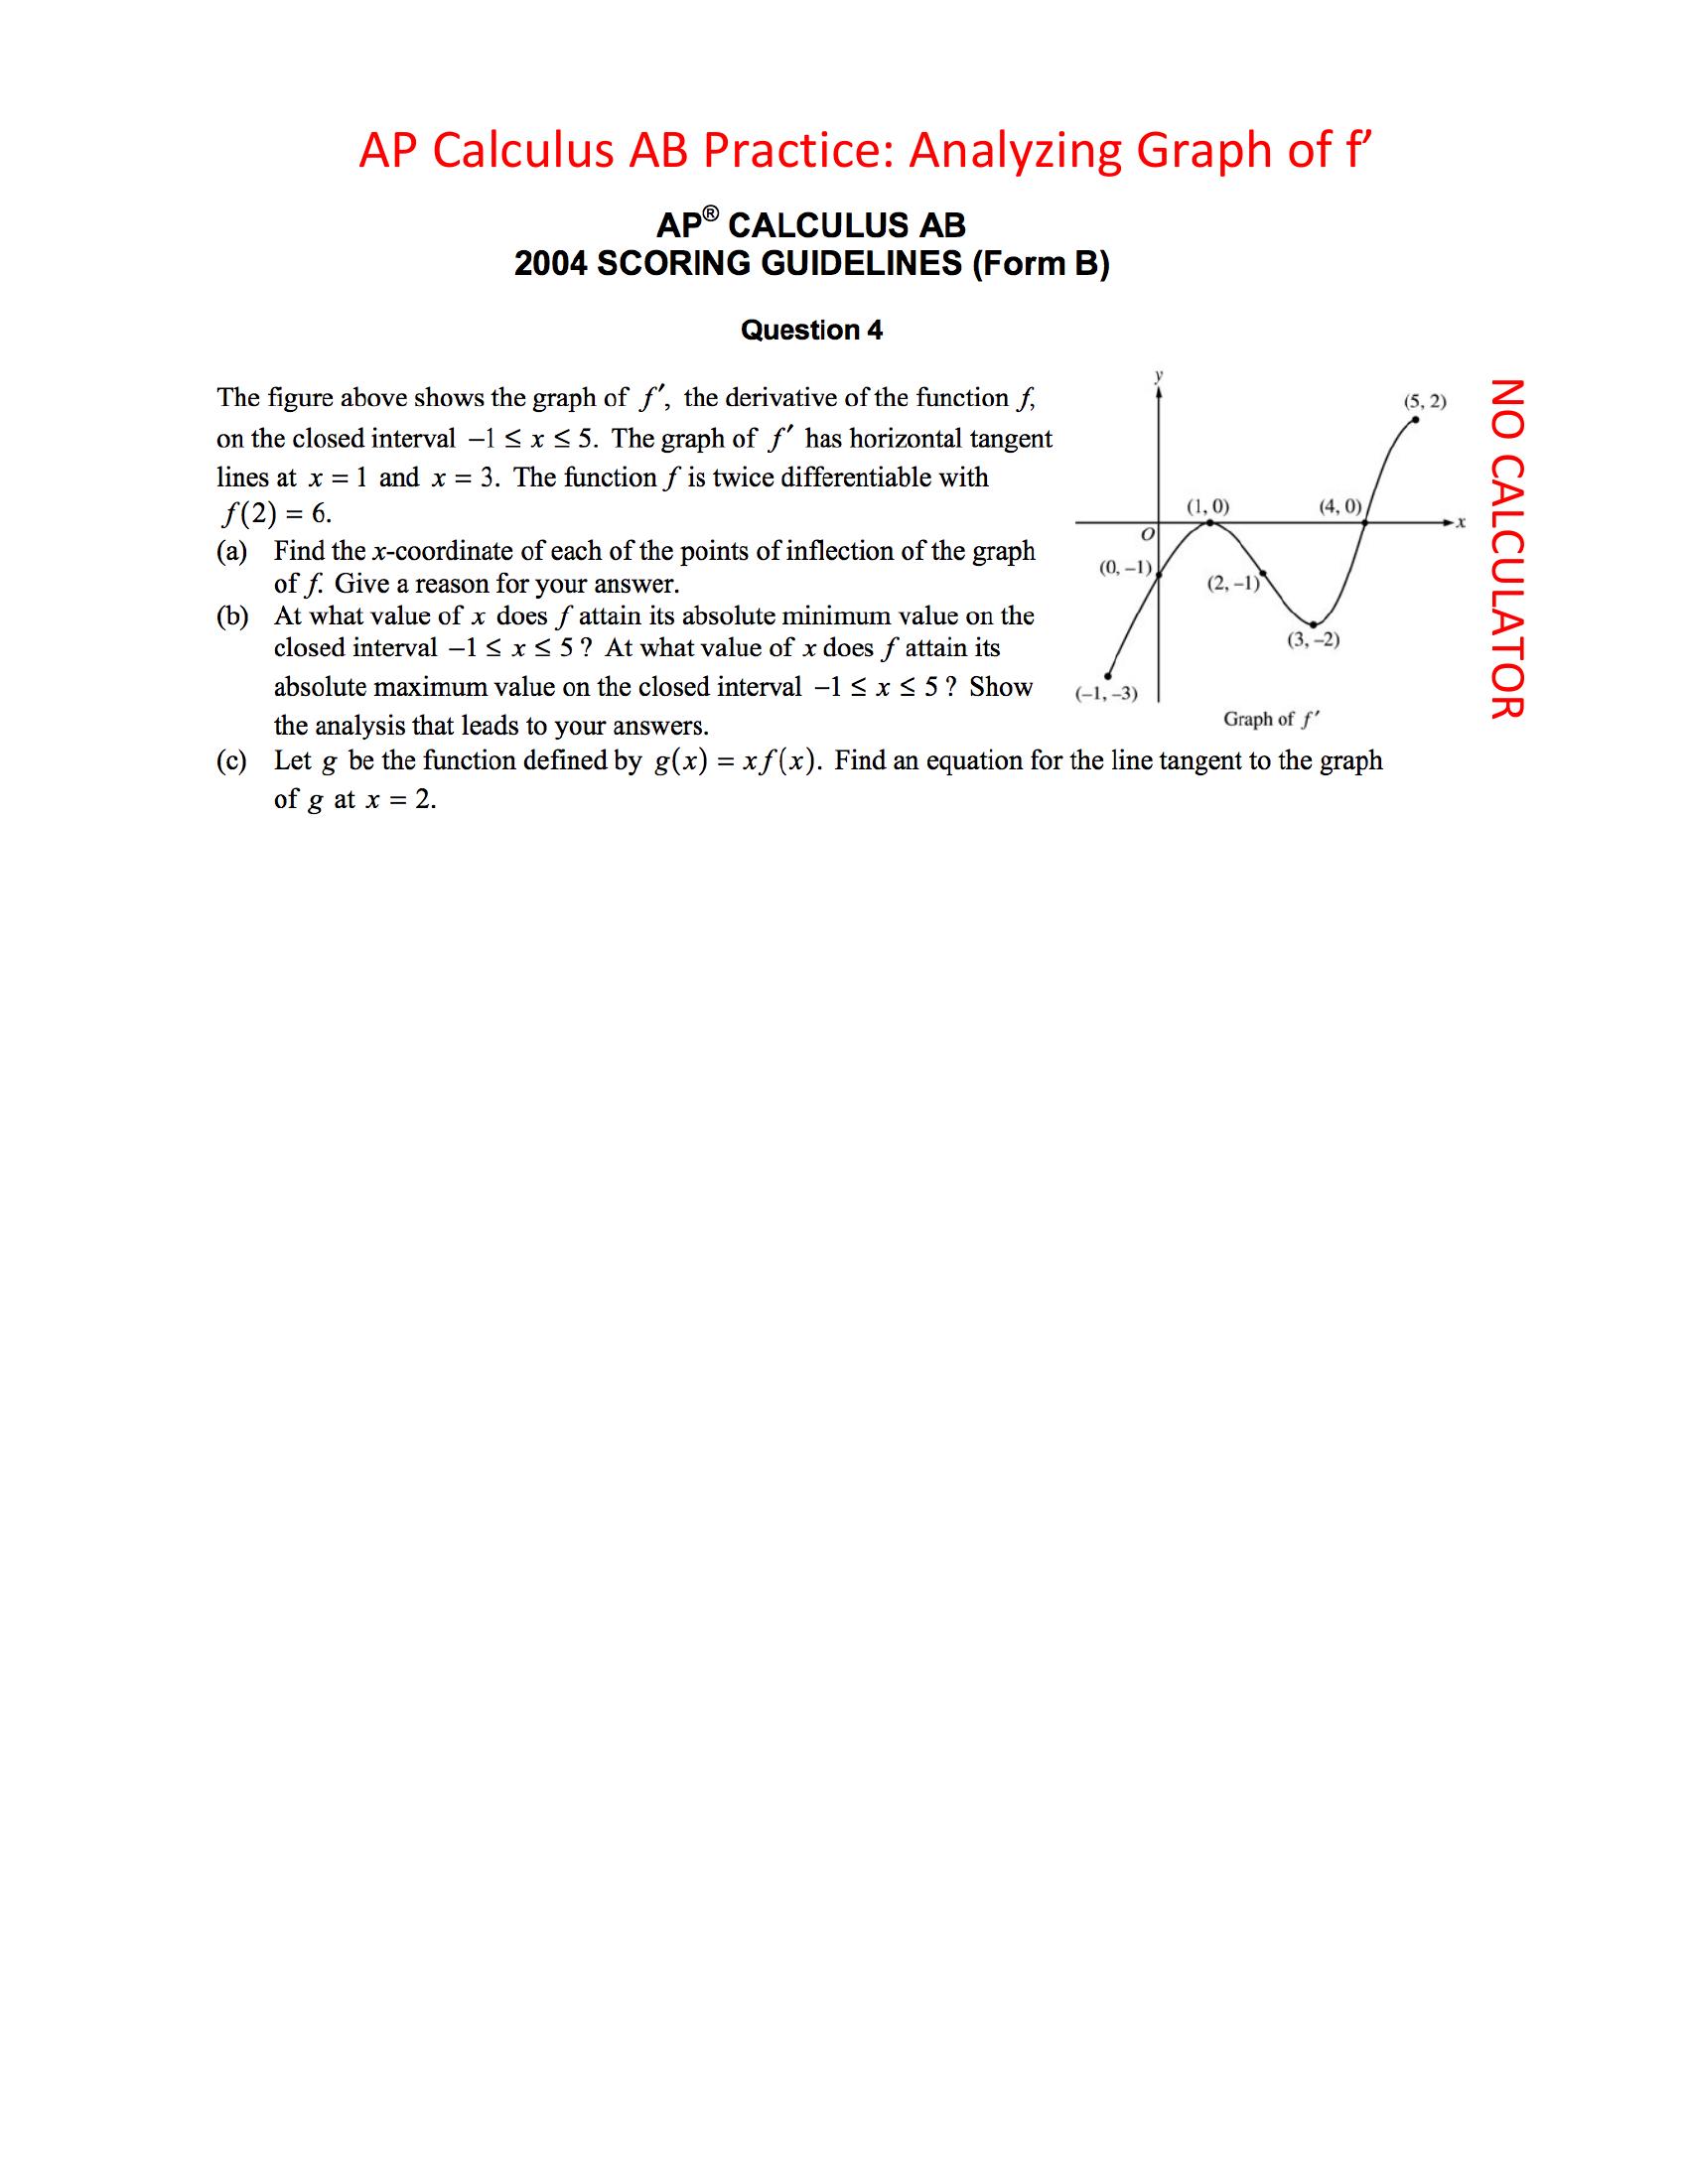 AP Calculus AB Practice: Analyzing Graph of f’
AP® CALCULUS AB
2004 SCORING GUIDELINES (Form B)
Question 4
The figure above shows the graph of f′, the derivative of the function f,
on the closed interval −1 ≤ x ≤ 5. The graph of f′ has horizontal tangent
lines at x = 1 and x = 3. The function f is twice differentiable with
f(2) = 6.
(a) Find the x-coordinate of each of the points of inflection of the graph
of f. Give a reason for your answer.
(b) At what value of x does f attain its absolute minimum value on the
closed interval −1 ≤ x ≤ 5 ? At what value of x does f attain its
absolute maximum value on the closed interval −1 ≤ x ≤ 5 ? Show
the analysis that leads to your answers.
(c) Let g be the function defined by g(x) = x f(x). Find an equation for the line tangent to the graph
of g at x = 2.
y
(5, 2)
(1, 0)
(4, 0)
x
O
(0, –1)
(2, –1)
(3, –2)
(–1, –3)
Graph of f′
NO CALCULATOR